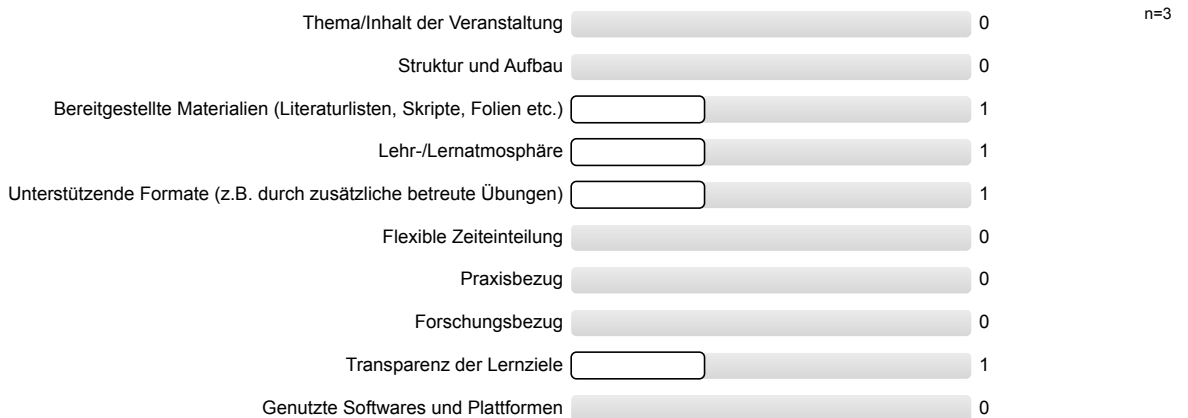 Thema/Inhalt der Veranstaltung 0 n=3
Struktur und Aufbau 0
Bereitgestellte Materialien (Literaturlisten, Skripte, Folien etc.) 1
Lehr-/Lernatmosphäre 1
Unterstützende Formate (z.B. durch zusätzliche betreute Übungen) 1
Flexible Zeiteinteilung 0
Praxisbezug 0
Forschungsbezug 0
Transparenz der Lernziele 1
Genutzte Softwares und Plattformen 0